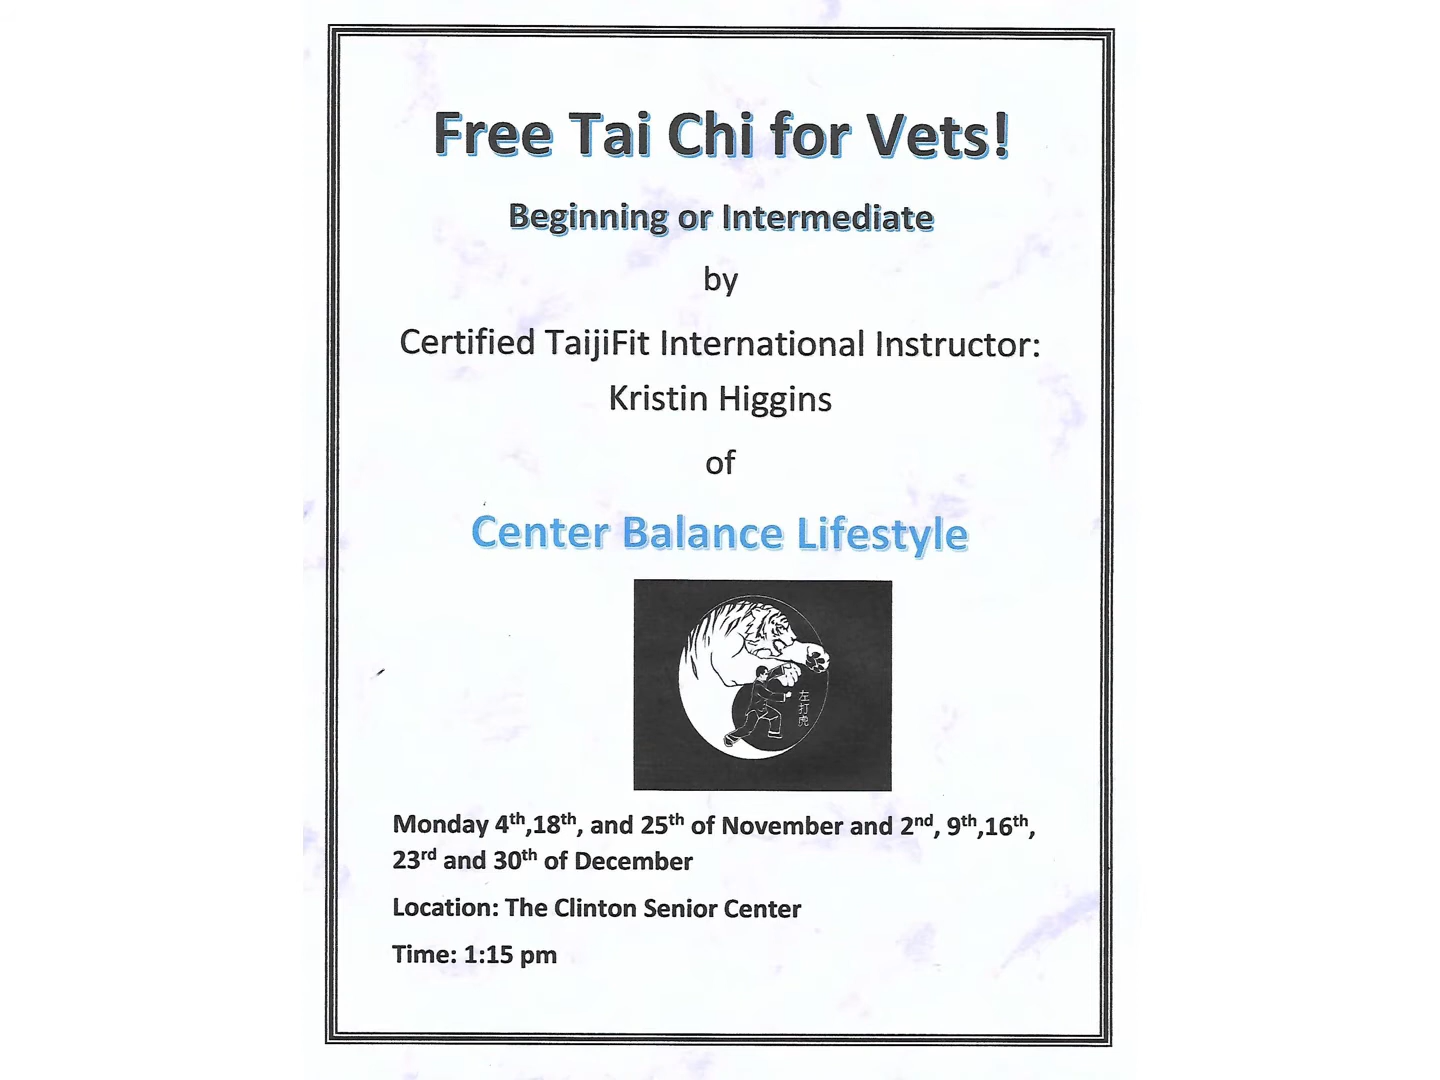 Free Tai Chi for Vets!
Beginning or Intermediate
by
Certified TaijiFit International Instructor:
Kristin Higgins
of
Center Balance Lifestyle
左
打
虎
Monday 4th,18th, and 25th of November and 2nd, 9th,16th,
23rd and 30th of December
Location: The Clinton Senior Center
Time: 1:15 pm